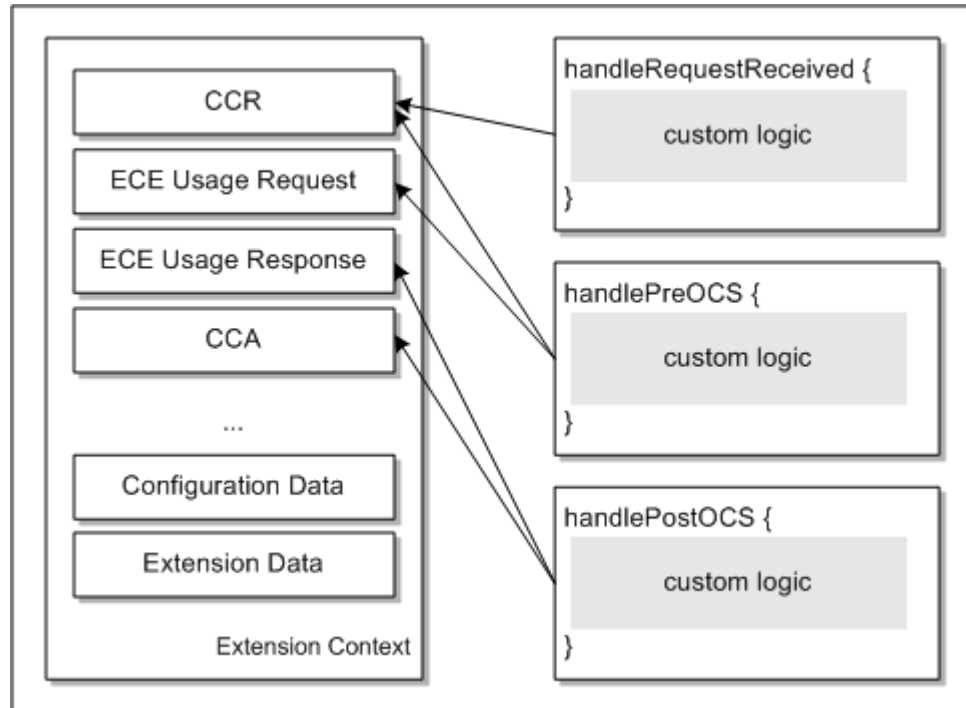 CCR
ECE Usage Request
ECE Usage Response
CCA
...
Configuration Data
Extension Data
Extension Context
handleRequestReceived {
custom logic
}
handlePreOCS {
custom logic
}
handlePostOCS {
custom logic
}